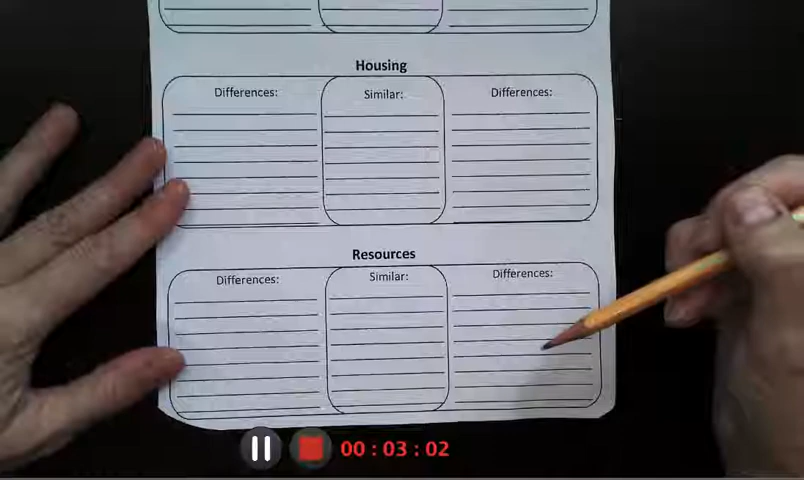 Housing
Differences: Similar: Differences:
Resources
Differences: Similar: Differences:
00 : 03 : 02